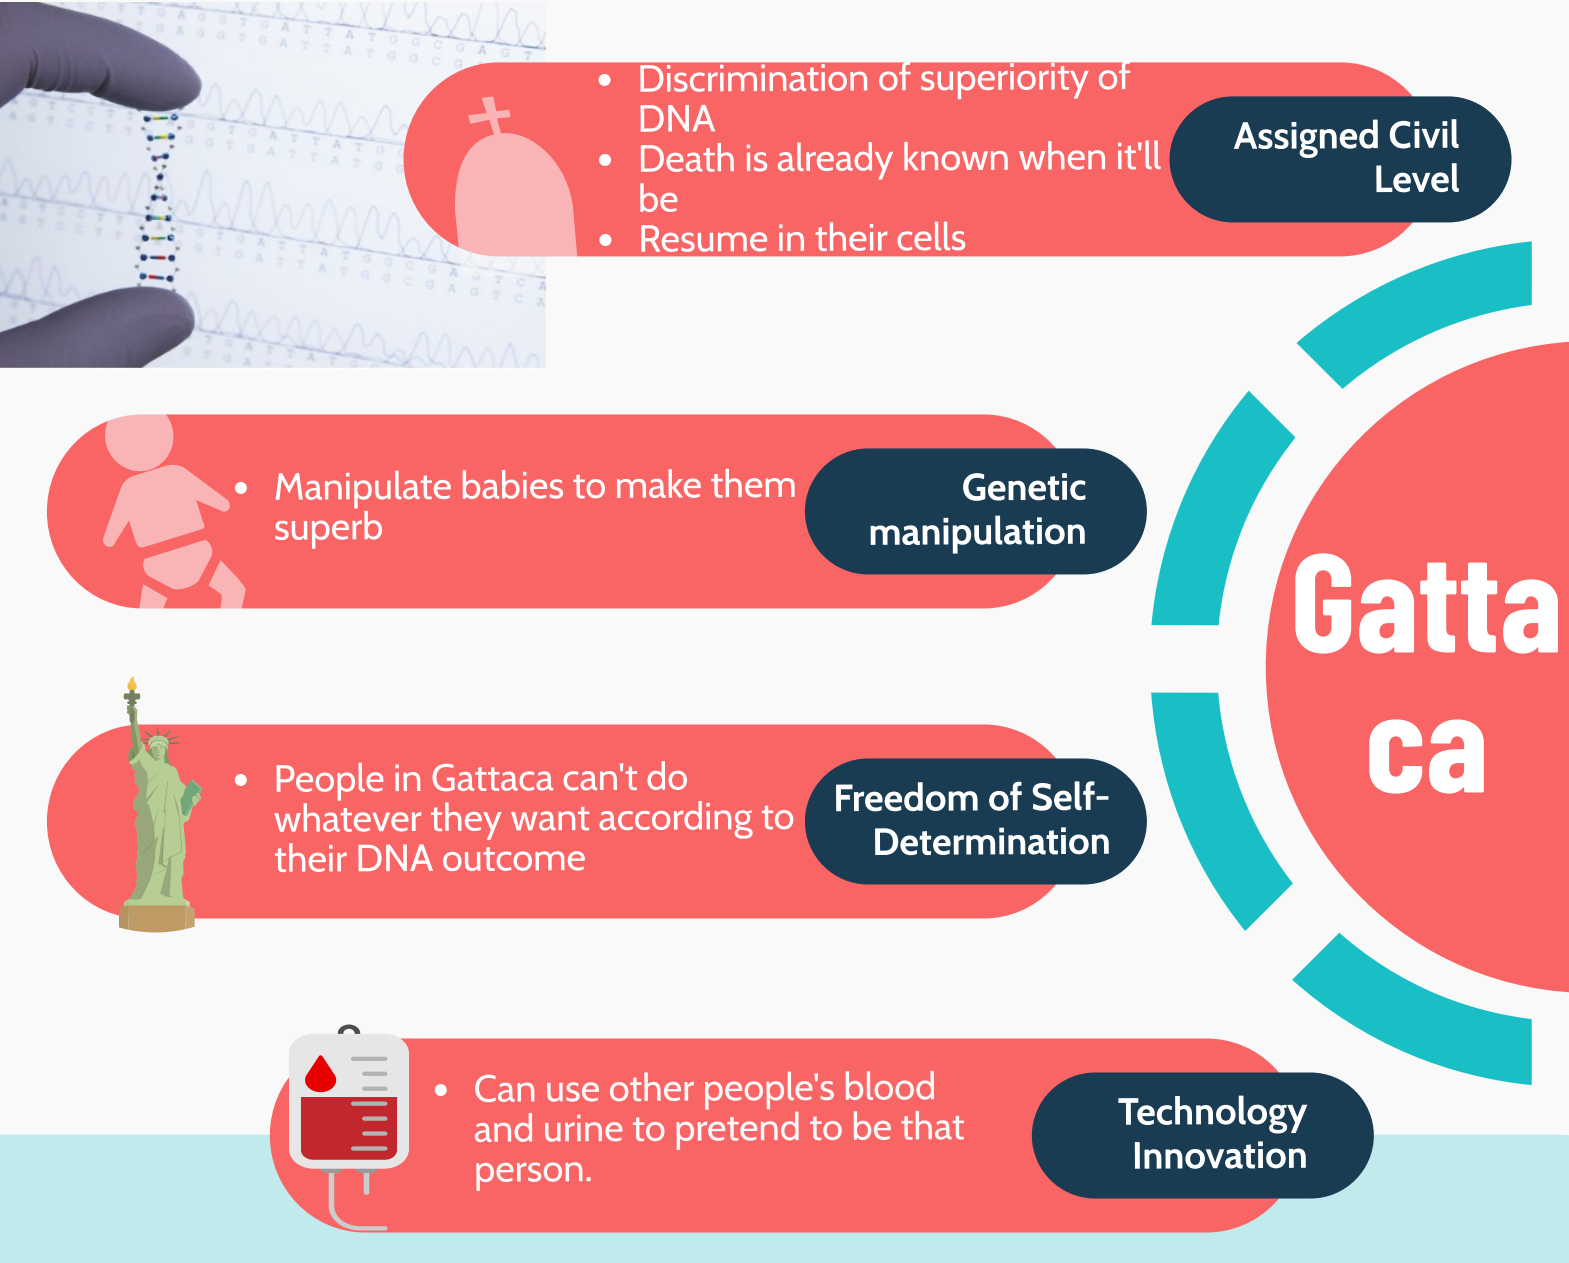 Discrimination of superiority of
DNA
Death is already known when it'll
be
Resume in their cells
Assigned Civil
Level
Manipulate babies to make them
superb
Genetic
manipulation
People in Gattaca can't do
whatever they want according to
their DNA outcome
Freedom of Self-
Determination
Can use other people's blood
and urine to pretend to be that
person.
Technology
Innovation
Gatta
ca